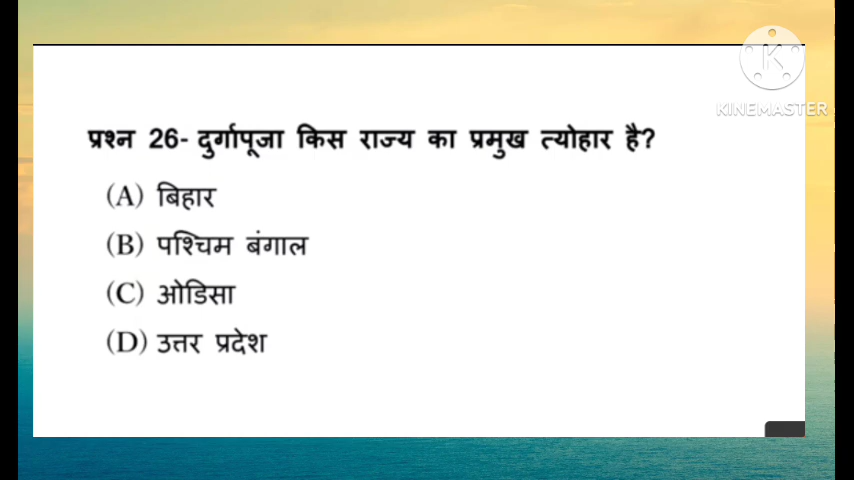 KINEMASTER
प्रश्न 26- दुर्गापूजा किस राज्य का प्रमुख त्योहार है?
(A) बिहार
(B) पश्चिम बंगाल
(C) ओडिसा
(D) उत्तर प्रदेश